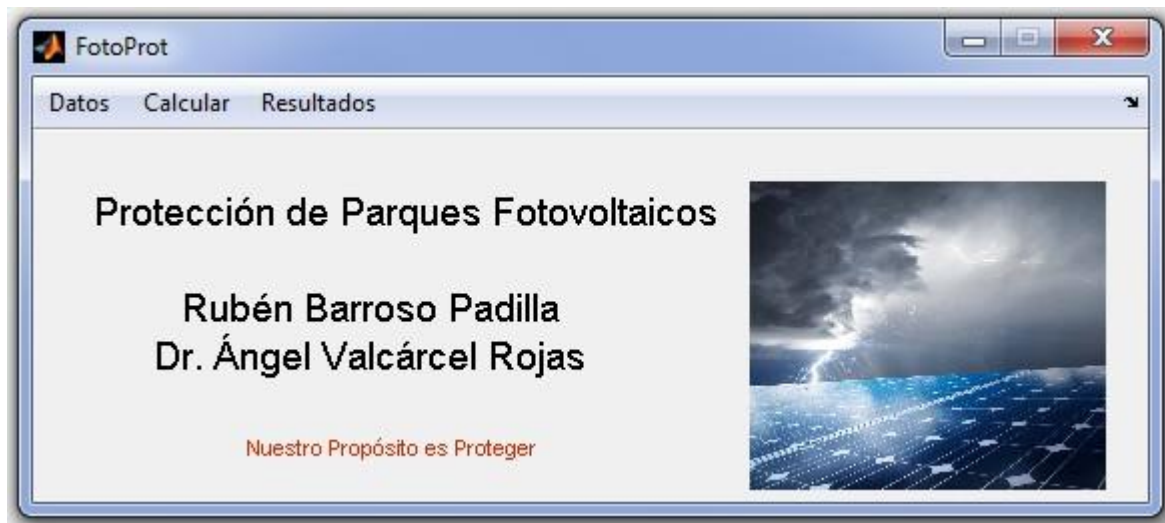 FotoProt
Datos Calcular Resultados
Protección de Parques Fotovoltaicos
Rubén Barroso Padilla
Dr. Ángel Valcárcel Rojas
Nuestro Propósito es Proteger